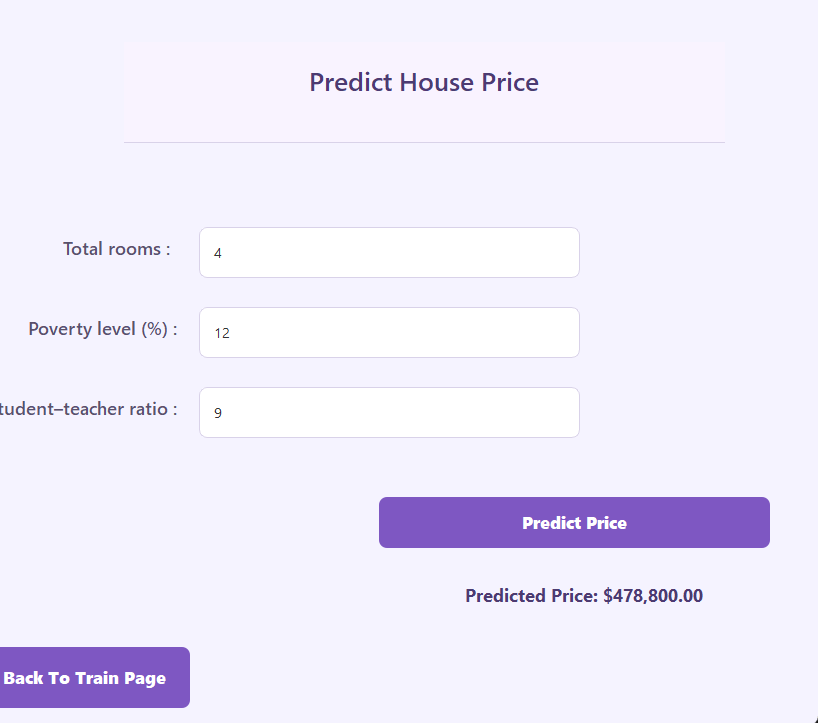 Predict House Price
Total rooms : 4
Poverty level (%) : 12
tudent–teacher ratio : 9
Predict Price
Predicted Price: $478,800.00
Back To Train Page